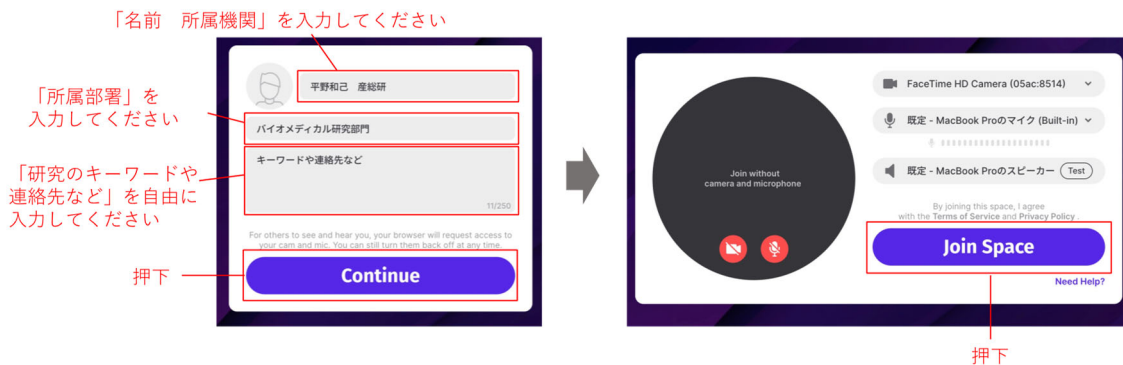 「名前　所属機関」を入力してください
平野和己　産総研
「所属部署」を
入力してください
バイオメディカル研究部門
「研究のキーワードや
連絡先など」を自由に
入力してください
キーワードや連絡先など
11/250
For others to see and hear you, your browser will request access to
your cam and mic. You can still turn them back off at any time.
押下
Continue
Join without
camera and microphone
FaceTime HD Camera (05ac:8514)
既定 - MacBook Proのマイク (Built-in)
既定 - MacBook Proのスピーカー
Test
By joining this space, I agree
with the Terms of Service and Privacy Policy.
Join Space
Need Help?
押下